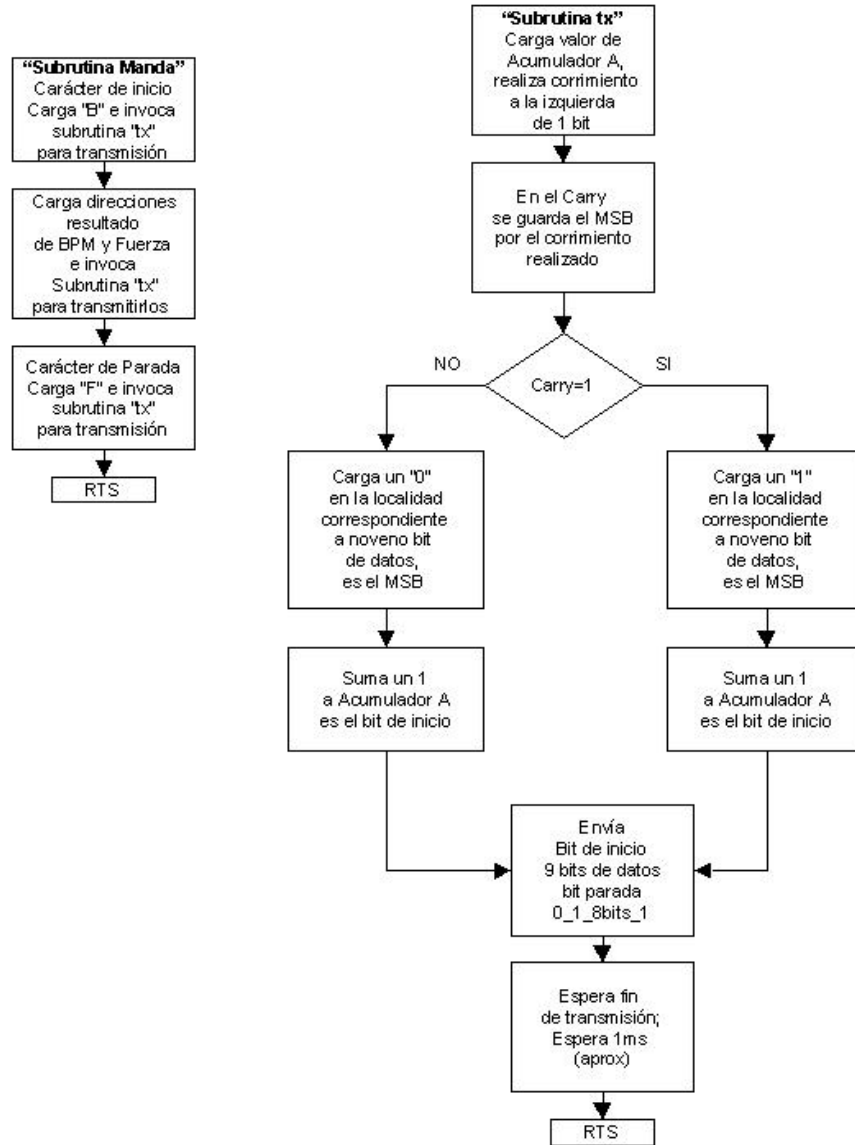 “Subrutina Manda”
Carácter de inicio
Carga "B" e invoca
subrutina "tx"
para transmisión
Carga direcciones
resultado
de BPM y Fuerza
e invoca
Subrutina "tx"
para transmitirlos
Carácter de Parada
Carga "F" e invoca
subrutina "tx"
para transmisión
RTS
“Subrutina tx”
Carga valor de
Acumulador A,
realiza corrimiento
a la izquierda
de 1 bit
En el Carry
se guarda el MSB
por el corrimiento
realizado
NO
Carry=1
SI
Carga un "0"
en la localidad
correspondiente
a noveno bit
de datos,
es el MSB
Suma un 1
a Acumulador A
es el bit de inicio
Carga un "1"
en la localidad
correspondiente
a noveno bit
de datos,
es el MSB
Suma un 1
a Acumulador A
es el bit de inicio
Envía
Bit de inicio
9 bits de datos
bit parada
0_1_8bits_1
Espera fin
de transmisión;
Espera 1ms
(aprox)
RTS